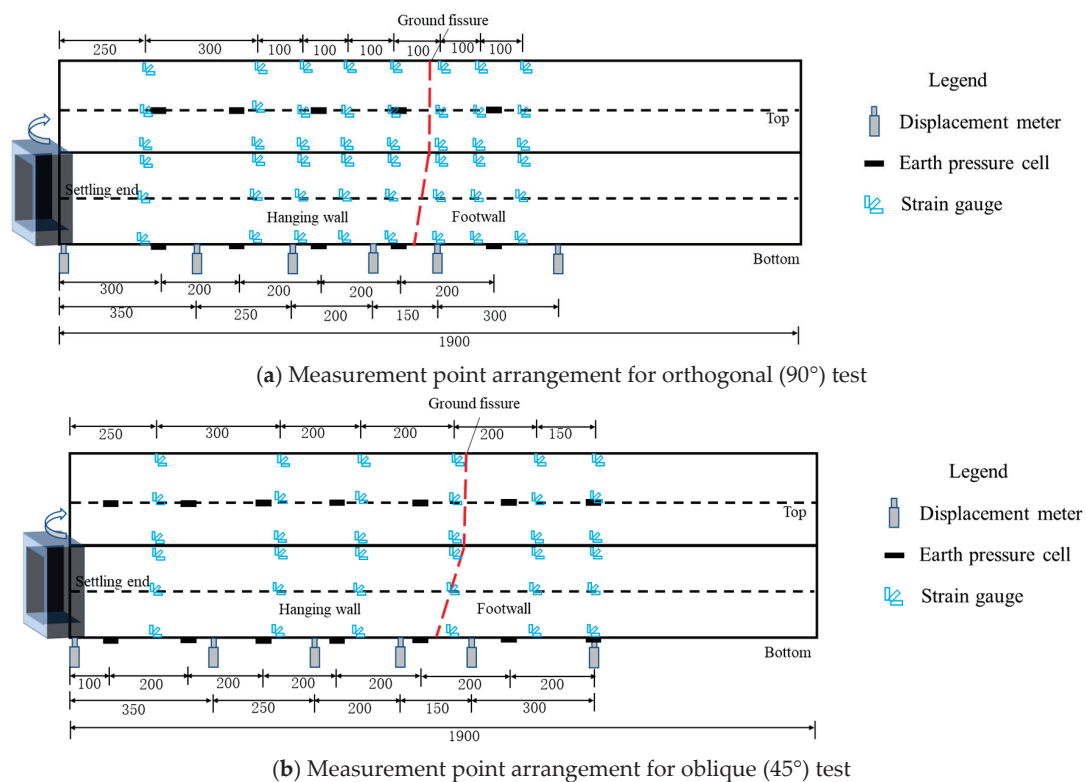 Ground fissure
250 300 100 100 100 100 100 100
Top
Settling end
Hanging wall Footwall
Bottom
300 200 200 200 200
350 250 200 150 300
1900
Legend
Displacement meter
Earth pressure cell
Strain gauge
(a) Measurement point arrangement for orthogonal (90°) test
Ground fissure
250 300 200 200 200 150
Top
Settling end
Hanging wall Footwall
Bottom
100 200 200 200 200 200 200
350 250 200 150 300
1900
Legend
Displacement meter
Earth pressure cell
Strain gauge
(b) Measurement point arrangement for oblique (45°) test